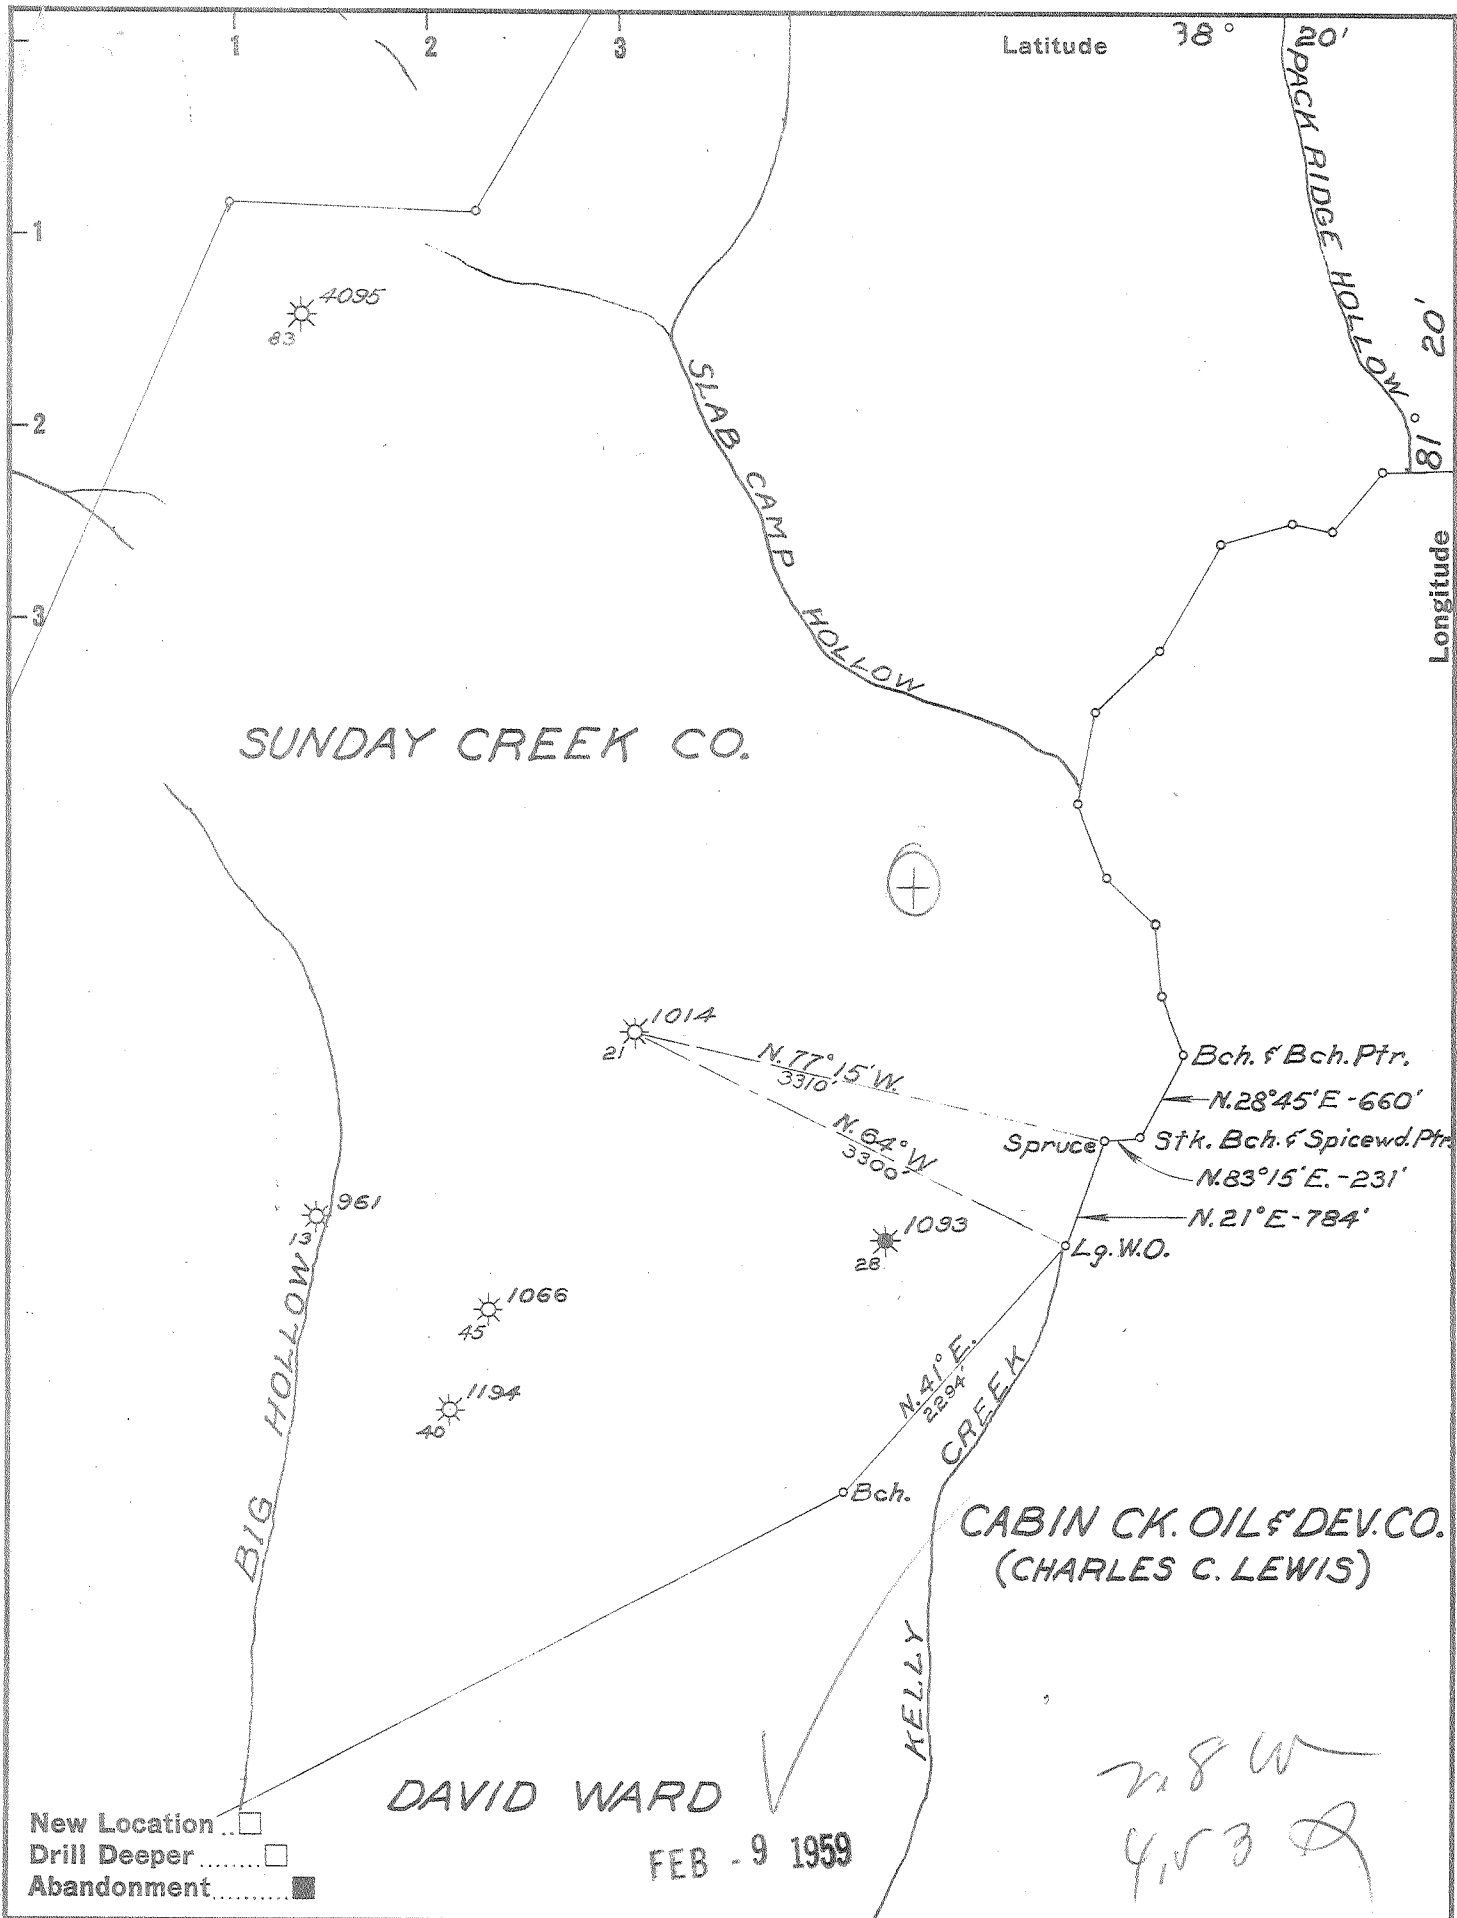 1
2
3
Latitude 38° 20'
PACK RIDGE HOLLOW
1
2
3
Longitude 81° 20'
4095
83
SLAB CAMP HOLLOW
SUNDAY CREEK CO.
1014
21
N. 77° 15' W.
3310'
N. 64° W
3300'
Bch. & Bch. Ptr.
N. 28° 45' E - 660'
Spruce
Stk. Bch. & Spicewd. Ptrs
N. 83° 15' E. - 231'
N. 21° E - 784'
Lg. W.O.
961
13
1093
28
1066
45
1194
40
N. 41° E.
2294'
BIG HOLLOW
Bch.
KELLY CREEK
CABIN CK. OIL & DEV. CO.
(CHARLES C. LEWIS)
DAVID WARD
New Location
Drill Deeper
Abandonment
FEB - 9 1959